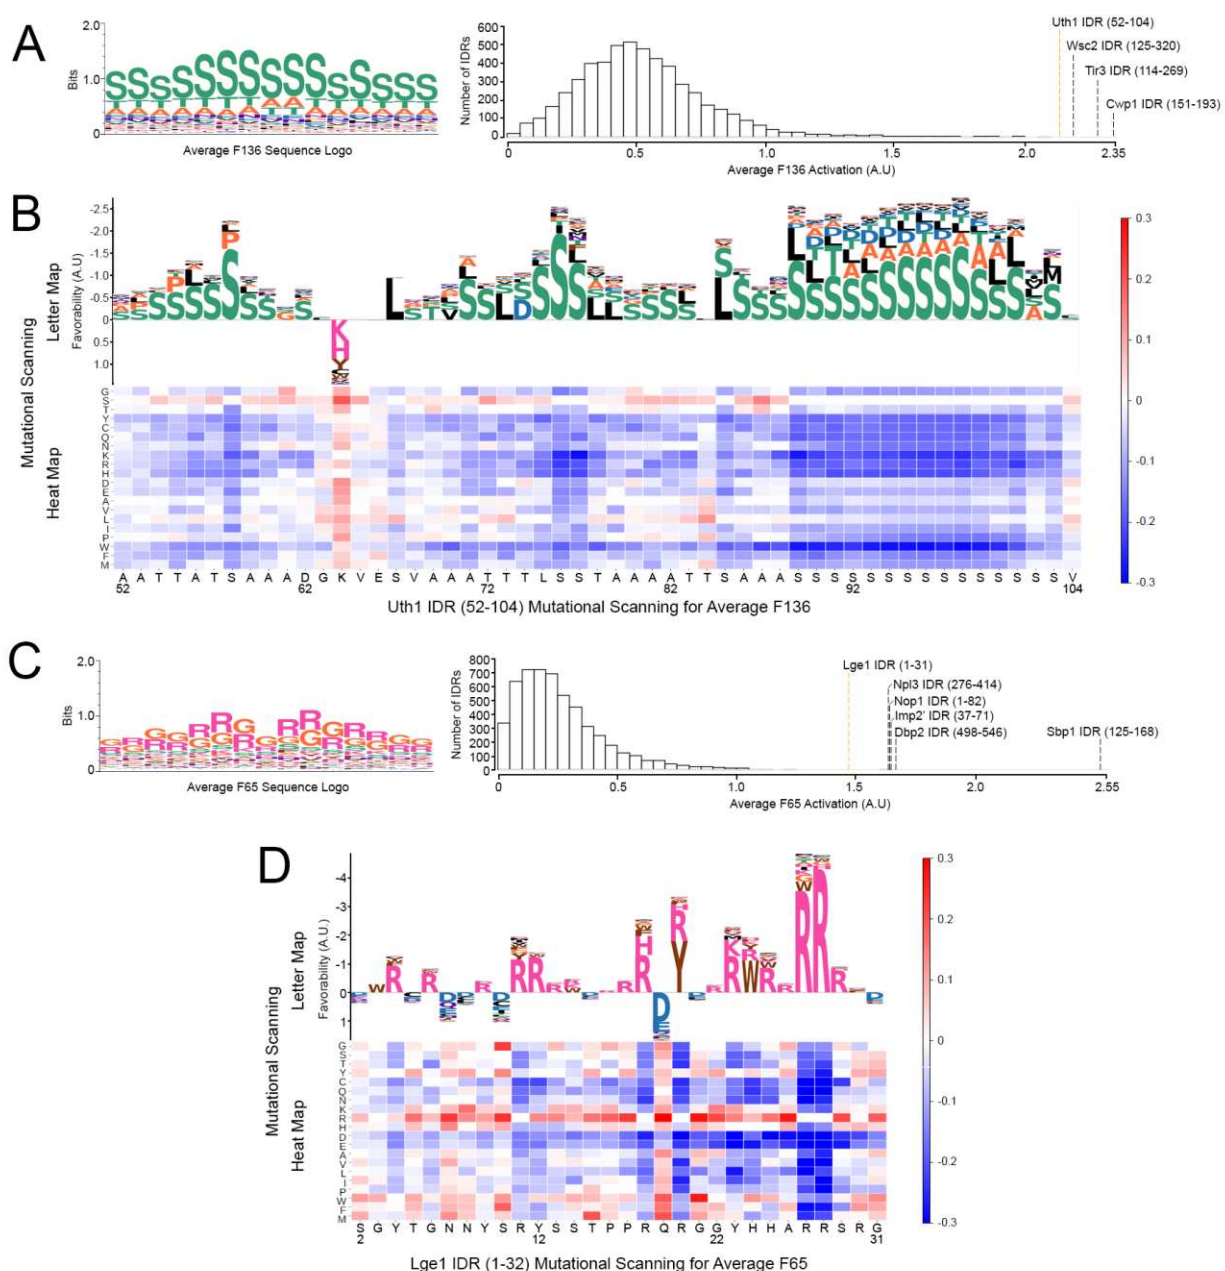 A
2.0
1.0
0
Bits
Average F136 Sequence Logo
600
500
400
300
200
100
0
Number of IDRs
0
0.5
1.0
1.5
2.0
2.35
Average F136 Activation (A.U)
Uth1 IDR (52-104)
Wsc2 IDR (125-320)
Tir3 IDR (114-269)
Cwp1 IDR (151-193)
B
Mutational Scanning
Letter Map
Favorability (A.U)
-2.5
-2.0
-1.5
-1.0
-0.5
0
0.5
1.0
Heat Map
G
S
T
Y
C
Q
N
K
R
H
D
E
A
V
L
I
P
W
F
M
0.3
0.2
0.1
0
-0.1
-0.2
-0.3
A A T T A T S A A A D G K V E S V A A A T T T L S S T A A A A T T S A A A S S S S S S S S S S S S S S S V
52 62 72 82 92 104
Uth1 IDR (52-104) Mutational Scanning for Average F136
C
2.0
1.0
0
Bits
Average F65 Sequence Logo
800
700
600
500
400
300
200
100
0
Number of IDRs
0
0.5
1.0
1.5
2.0
2.55
Average F65 Activation (A.U)
Lge1 IDR (1-31)
Npl3 IDR (276-414)
Nop1 IDR (1-82)
Imp2' IDR (37-71)
Dbp2 IDR (498-546)
Sbp1 IDR (125-168)
D
Mutational Scanning
Letter Map
Favorability (A.U.)
-4
-3
-2
-1
0
1
Heat Map
G
S
T
Y
C
Q
N
K
R
H
D
E
A
V
L
I
P
W
F
M
0.3
0.2
0.1
0
-0.1
-0.2
-0.3
S G Y T G N N Y S R Y S S T P P R Q R G G Y H H A R R S R G
2 12 22 31
Lge1 IDR (1-32) Mutational Scanning for Average F65